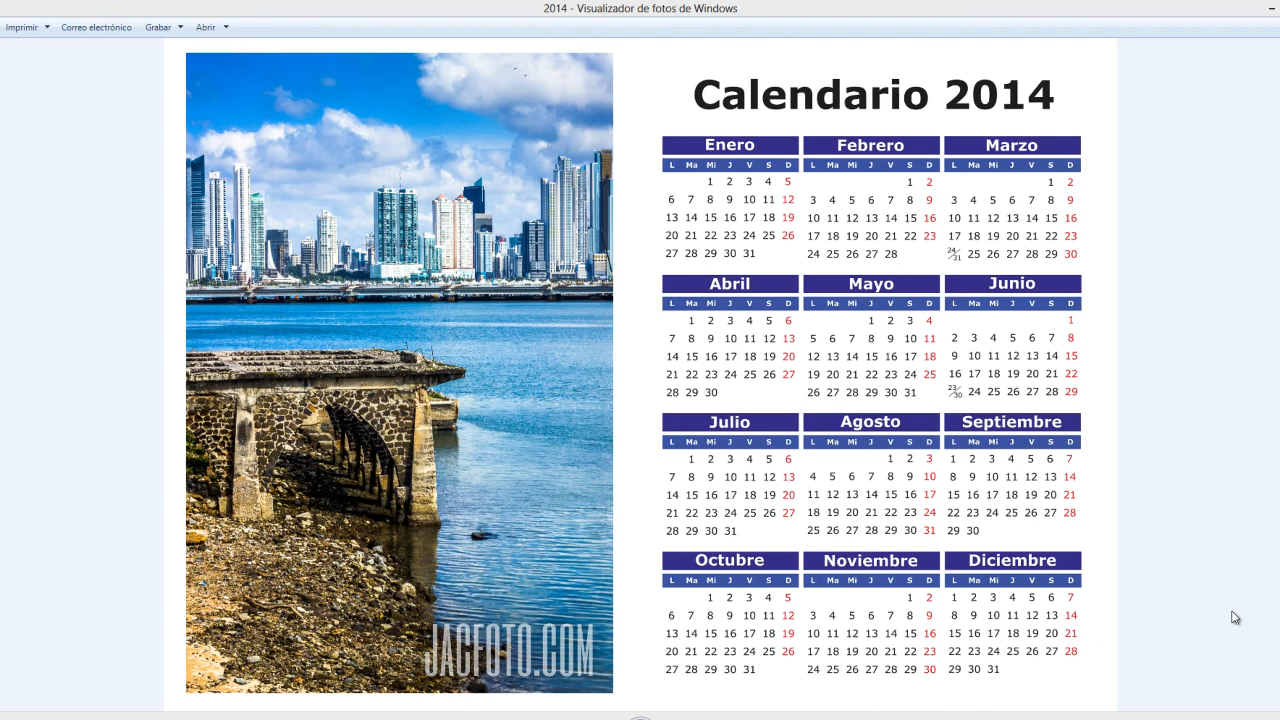 2014 - Visualizador de fotos de Windows
Imprimir Correo electrónico Grabar Abrir
Calendario 2014
Enero
L Ma Mi J V S D
1 2 3 4 5
6 7 8 9 10 11 12
13 14 15 16 17 18 19
20 21 22 23 24 25 26
27 28 29 30 31
Febrero
L Ma Mi J V S D
1 2
3 4 5 6 7 8 9
10 11 12 13 14 15 16
17 18 19 20 21 22 23
24 25 26 27 28
Marzo
L Ma Mi J V S D
1 2
3 4 5 6 7 8 9
10 11 12 13 14 15 16
17 18 19 20 21 22 23
24/31 25 26 27 28 29 30
Abril
L Ma Mi J V S D
1 2 3 4 5 6
7 8 9 10 11 12 13
14 15 16 17 18 19 20
21 22 23 24 25 26 27
28 29 30
Mayo
L Ma Mi J V S D
1 2 3 4
5 6 7 8 9 10 11
12 13 14 15 16 17 18
19 20 21 22 23 24 25
26 27 28 29 30 31
Junio
L Ma Mi J V S D
1
2 3 4 5 6 7 8
9 10 11 12 13 14 15
16 17 18 19 20 21 22
23/30 24 25 26 27 28 29
Julio
L Ma Mi J V S D
1 2 3 4 5 6
7 8 9 10 11 12 13
14 15 16 17 18 19 20
21 22 23 24 25 26 27
28 29 30 31
Agosto
L Ma Mi J V S D
1 2 3
4 5 6 7 8 9 10
11 12 13 14 15 16 17
18 19 20 21 22 23 24
25 26 27 28 29 30 31
Septiembre
L Ma Mi J V S D
1 2 3 4 5 6 7
8 9 10 11 12 13 14
15 16 17 18 19 20 21
22 23 24 25 26 27 28
29 30
Octubre
L Ma Mi J V S D
1 2 3 4 5
6 7 8 9 10 11 12
13 14 15 16 17 18 19
20 21 22 23 24 25 26
27 28 29 30 31
Noviembre
L Ma Mi J V S D
1 2
3 4 5 6 7 8 9
10 11 12 13 14 15 16
17 18 19 20 21 22 23
24 25 26 27 28 29 30
Diciembre
L Ma Mi J V S D
1 2 3 4 5 6 7
8 9 10 11 12 13 14
15 16 17 18 19 20 21
22 23 24 25 26 27 28
29 30 31
JACFOTO.COM